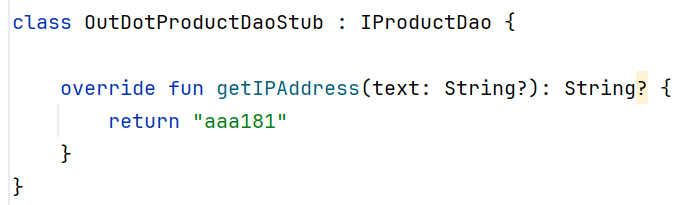 class OutDotProductDaoStub : IProductDao {
override fun getIPAddress(text: String?): String? {
return "aaa181"
}
}